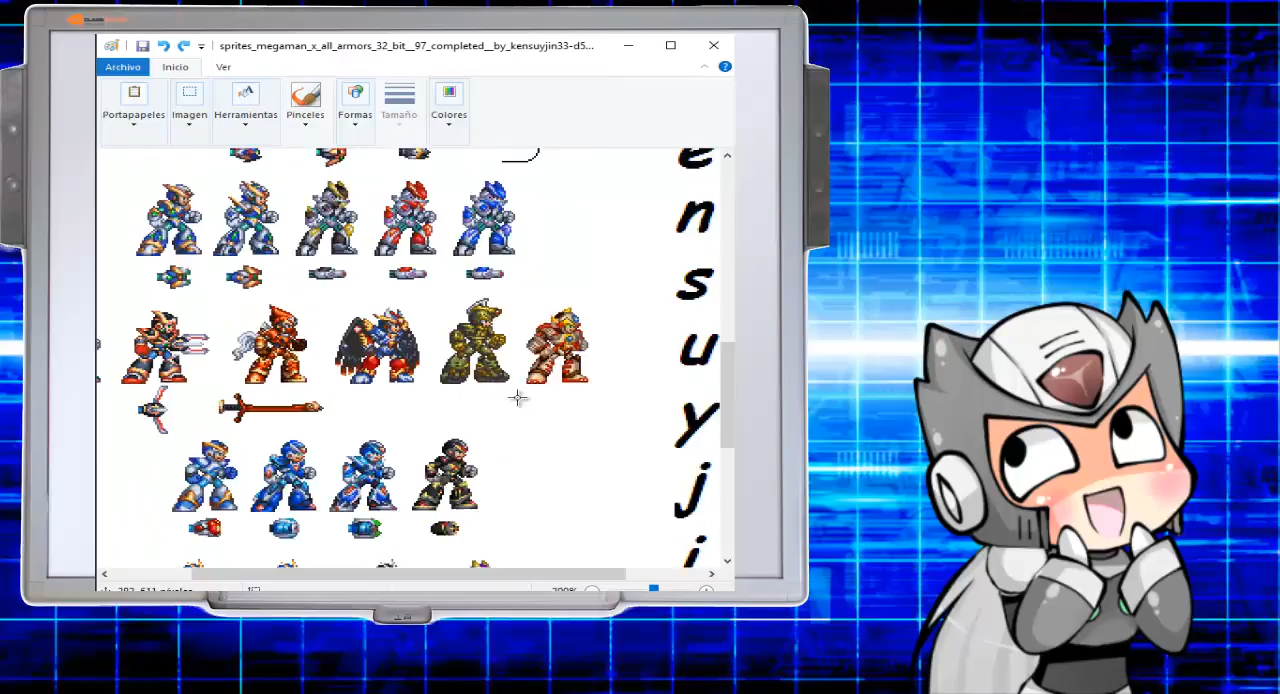 sprites_megaman_x_all_armors_32_bit__97_completed__by_kensuyjin33-d5...
Archivo Inicio Ver
Portapapeles Imagen Herramientas Pinceles Formas Tamaño Colores
e
n
s
u
y
j
i